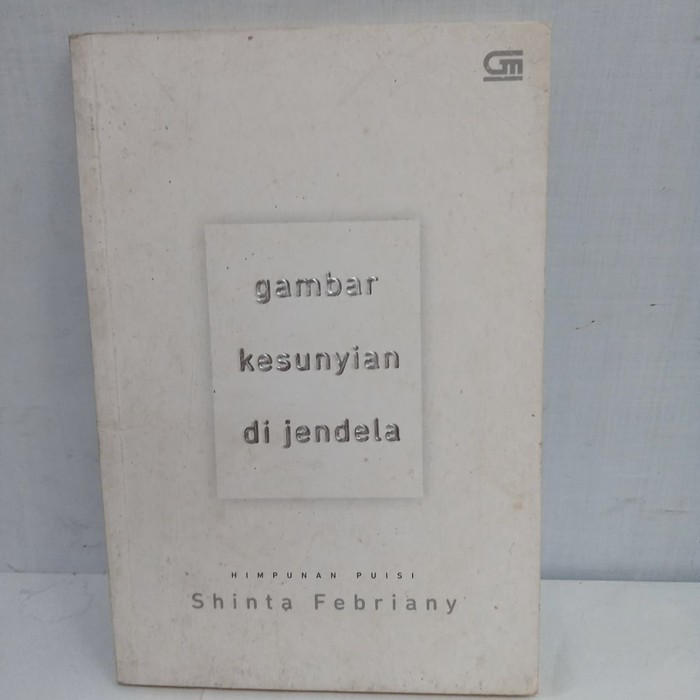 GM
gambar
kesunyian
di jendela
HIMPUNAN PUISI
Shinta Febriany